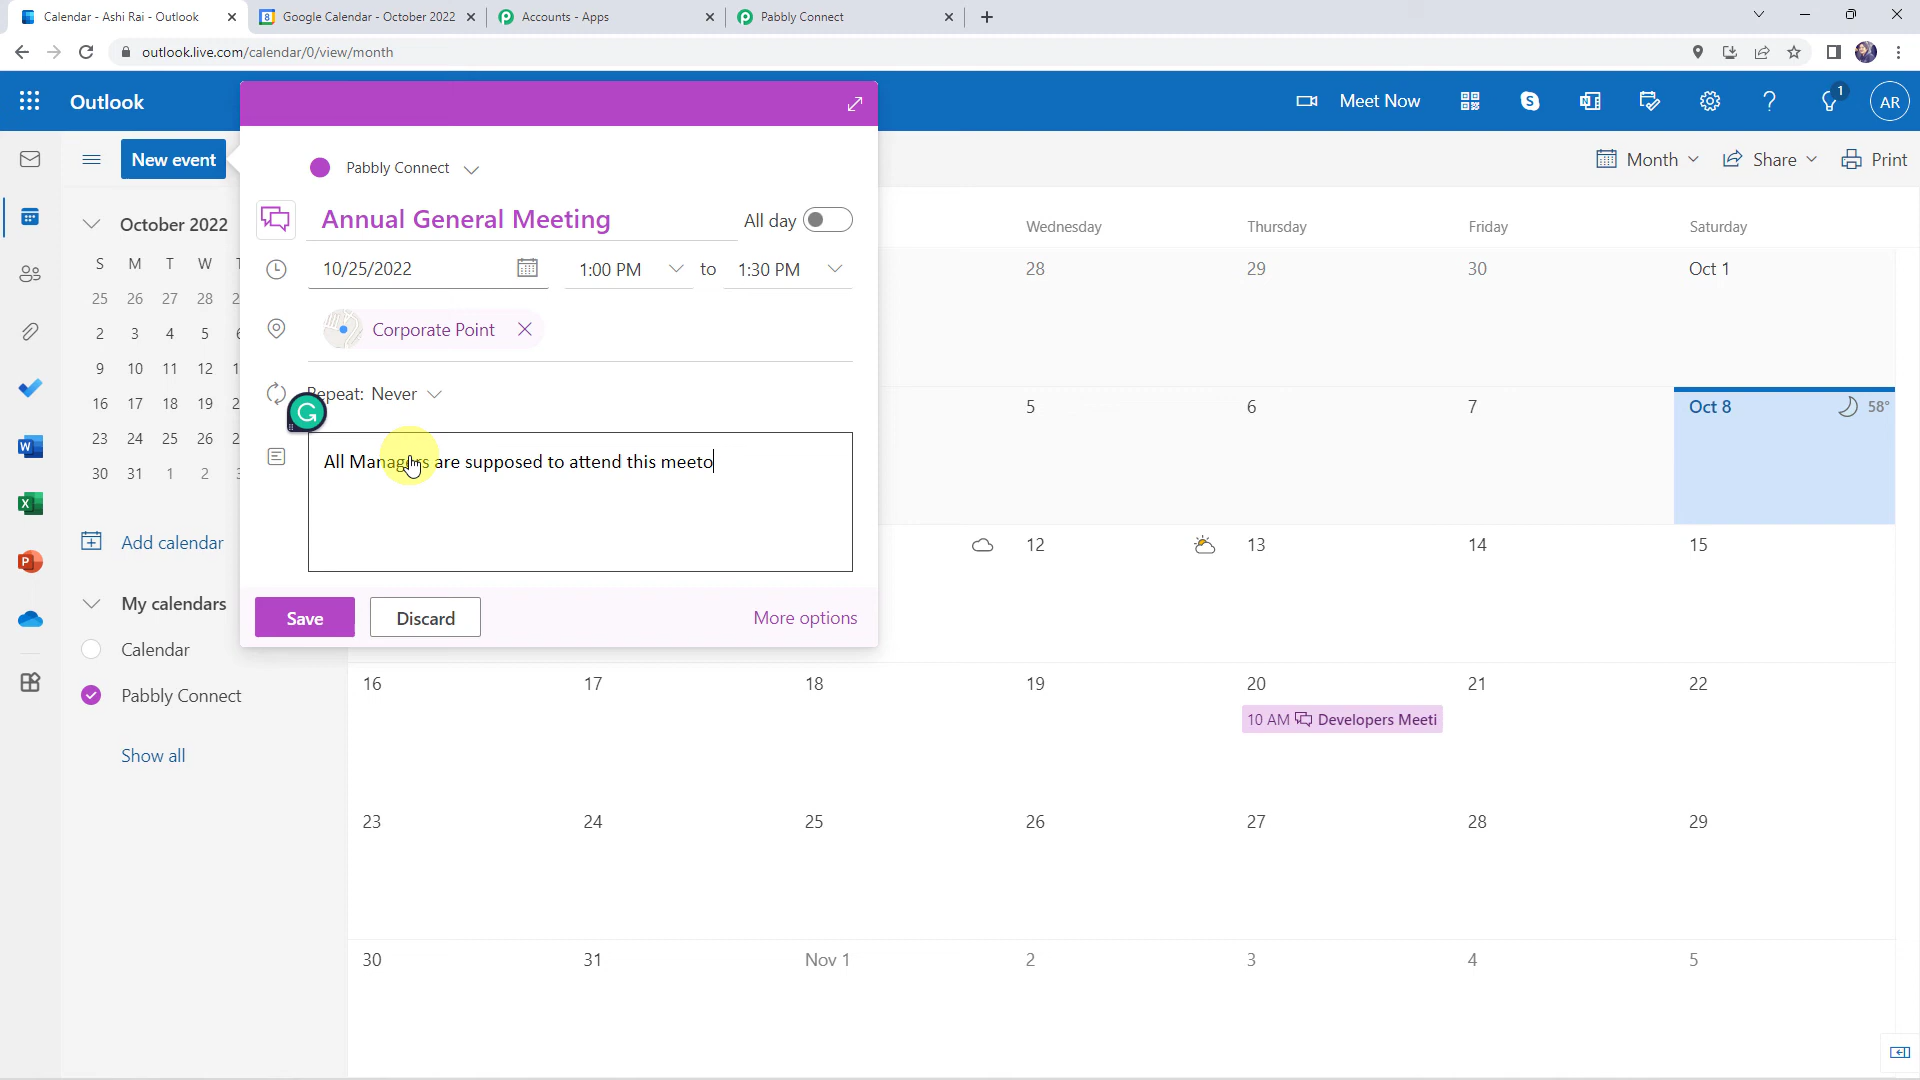 Calendar - Ashi Rai - Outlook
Google Calendar - October 2022
Accounts - Apps
Pabbly Connect
outlook.live.com/calendar/0/view/month
Outlook
Meet Now
1
AR
New event
Month
Share
Print
Pabbly Connect
Annual General Meeting
All day
10/25/2022
1:00 PM
to
1:30 PM
Corporate Point
Repeat: Never
All Managers are supposed to attend this meeto
Save
Discard
More options
October 2022
S M T W T
25 26 27 28 2
2 3 4 5 6
9 10 11 12 1
16 17 18 19 2
23 24 25 26 2
30 31 1 2 3
Add calendar
My calendars
Calendar
Pabbly Connect
Show all
Wednesday Thursday Friday Saturday
28 29 30 Oct 1
5 6 7 Oct 8 58°
12 13 14 15
16 17 18 19 20 21 22
10 AM Developers Meeti
23 24 25 26 27 28 29
30 31 Nov 1 2 3 4 5